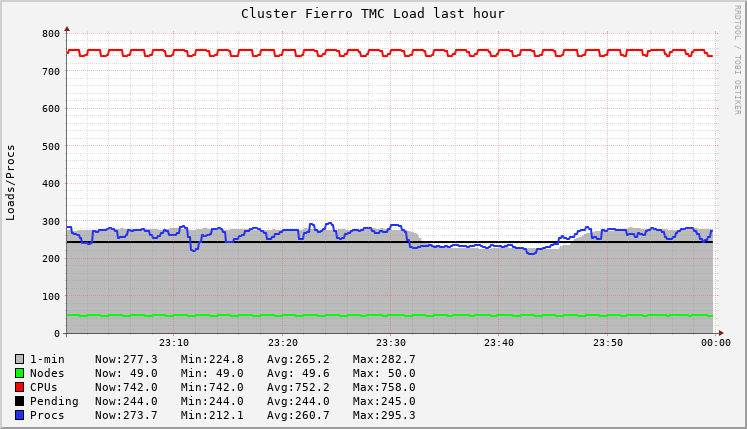 Cluster Fierro TMC Load last hour
RRDTOOL / TOBI OETIKER
Loads/Procs
800
700
600
500
400
300
200
100
0
23:10 23:20 23:30 23:40 23:50 00:00
1-min Now:277.3 Min:224.8 Avg:265.2 Max:282.7
Nodes Now: 49.0 Min: 49.0 Avg: 49.6 Max: 50.0
CPUs Now:742.0 Min:742.0 Avg:752.2 Max:758.0
Pending Now:244.0 Min:244.0 Avg:244.0 Max:245.0
Procs Now:273.7 Min:212.1 Avg:260.7 Max:295.3